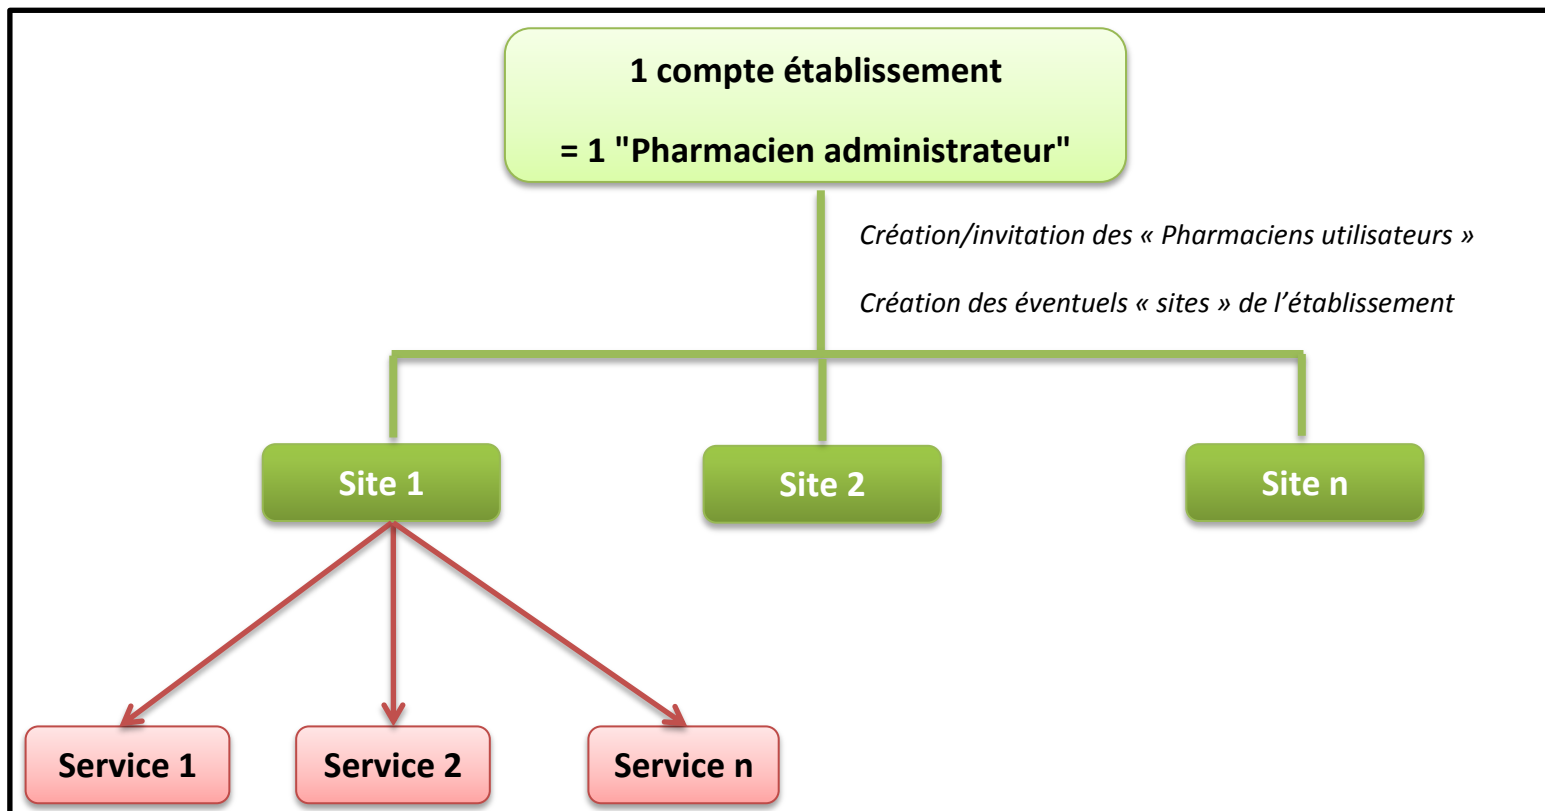 1 compte établissement
= 1 "Pharmacien administrateur"
Création/invitation des « Pharmaciens utilisateurs »
Création des éventuels « sites » de l’établissement
Site 1
Site 2
Site n
Service 1
Service 2
Service n